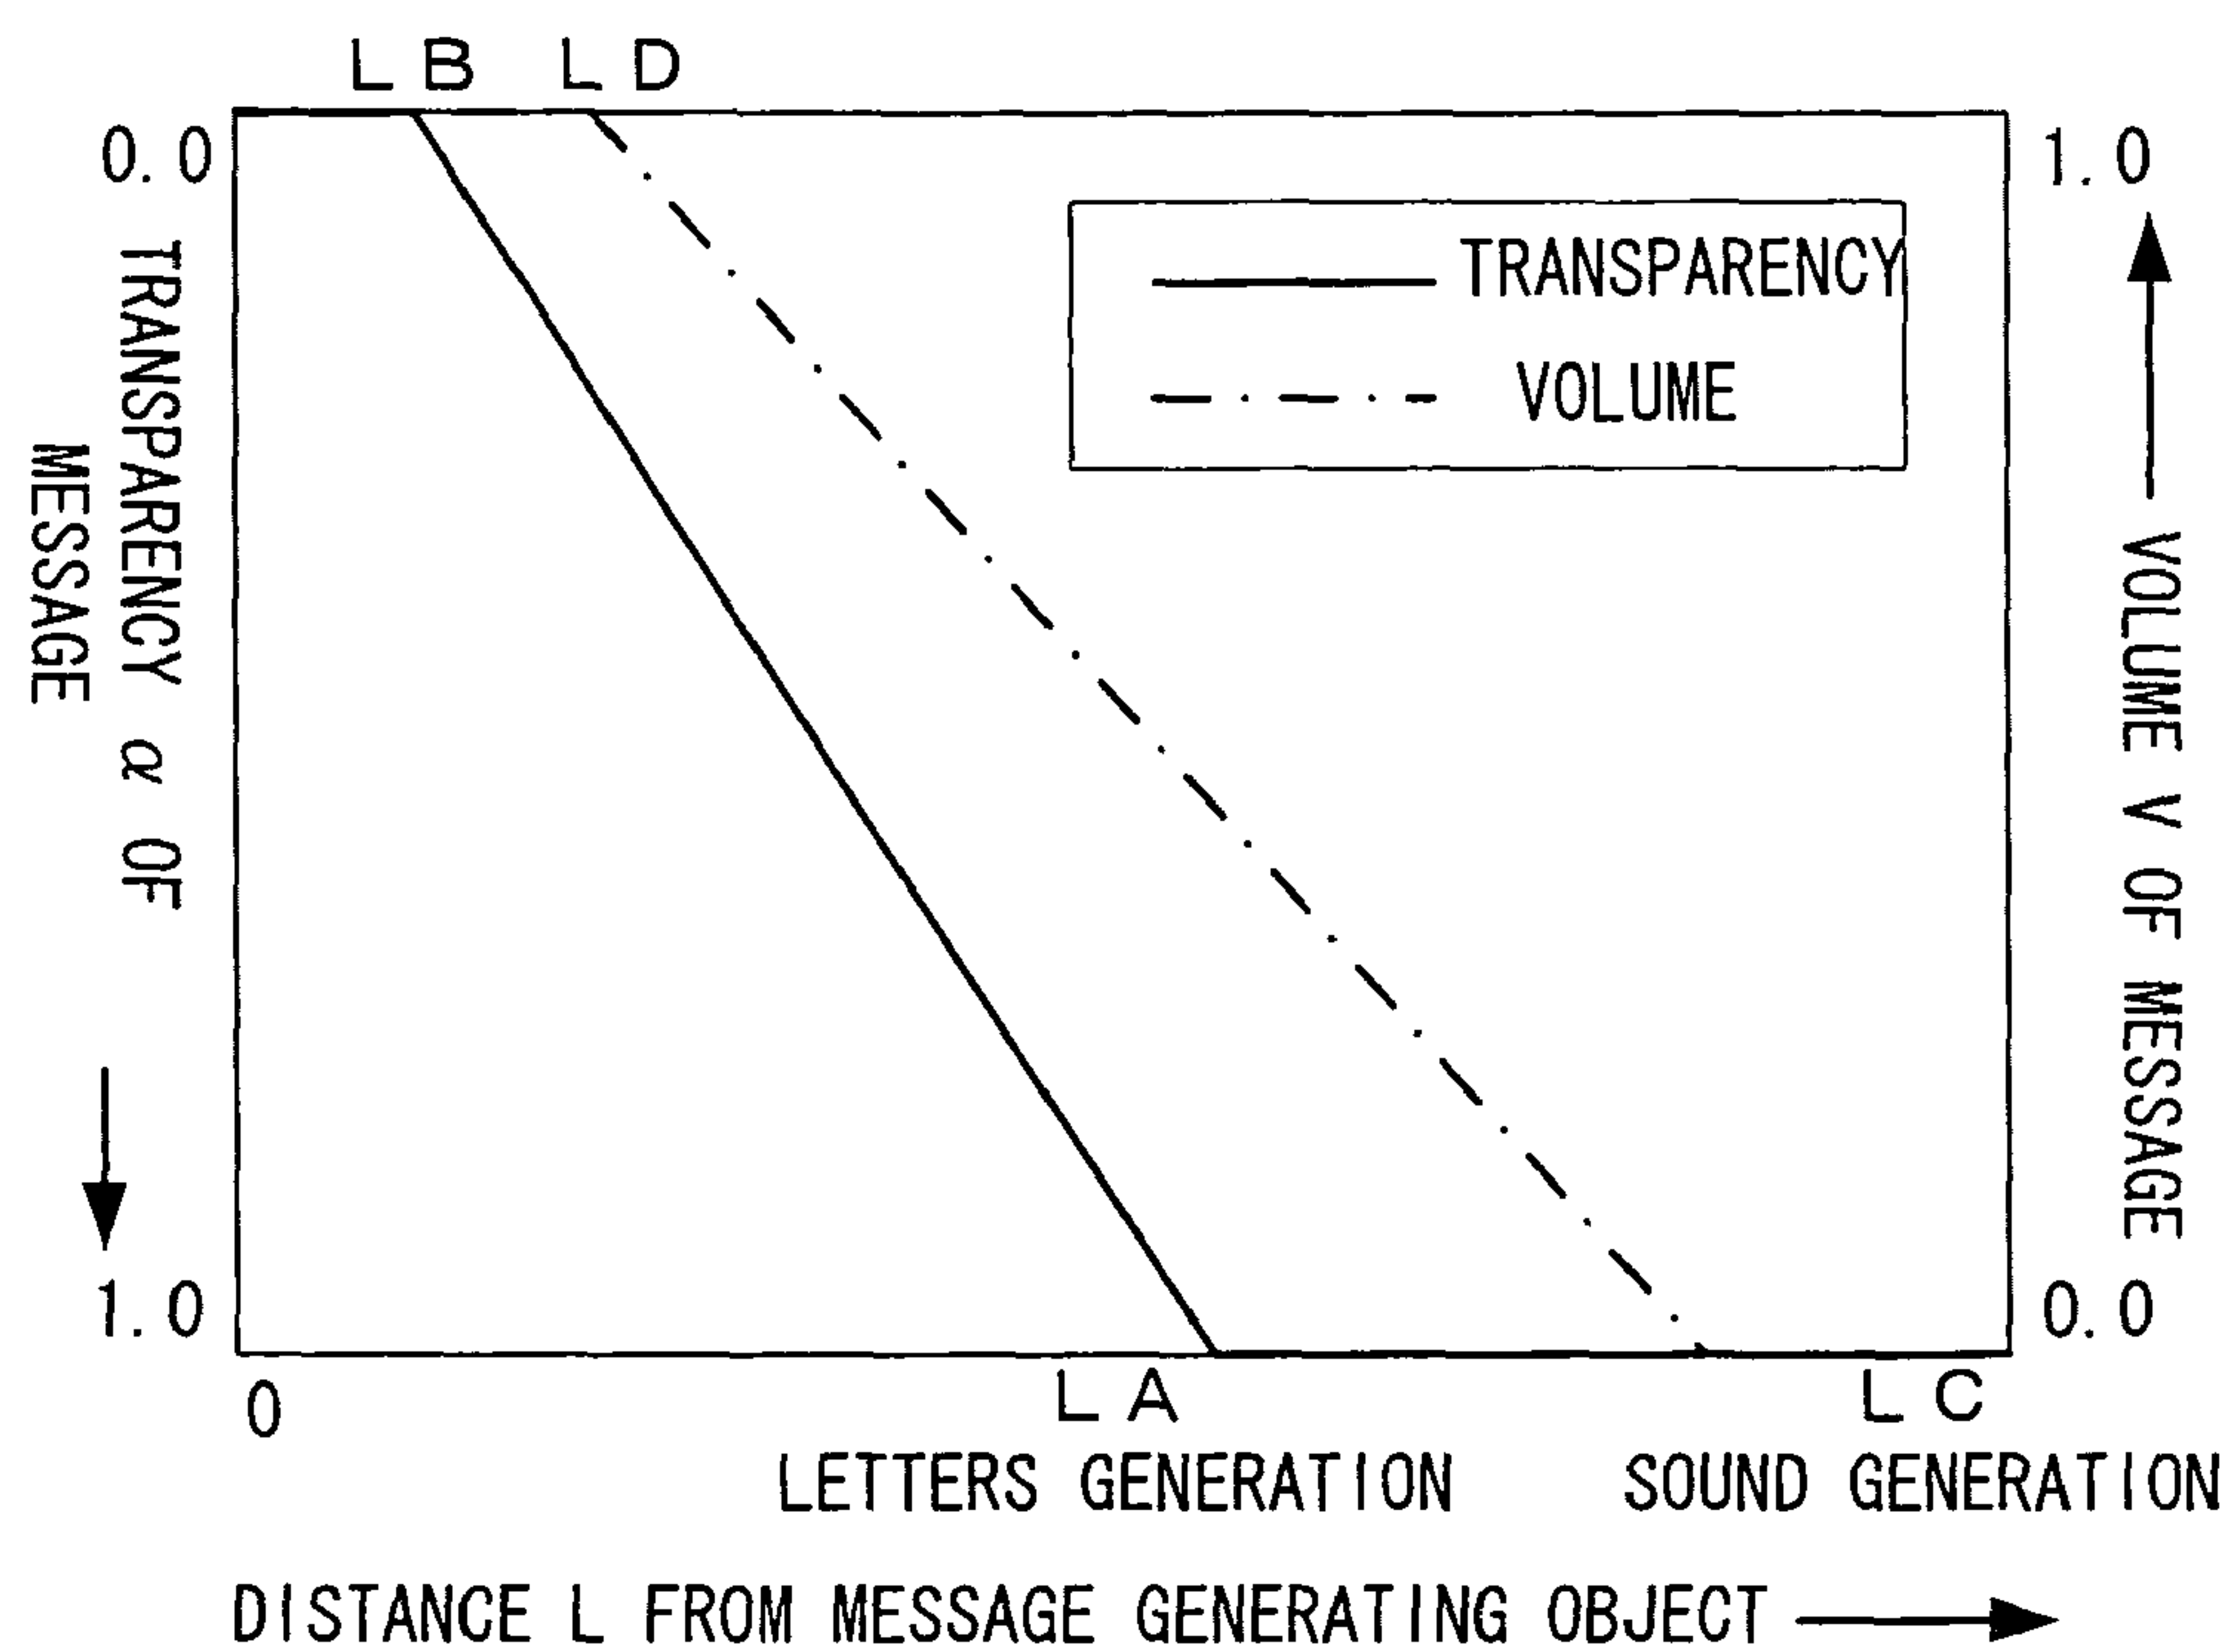 LB LD
0.0 1.0
TRANSPARENCY
VOLUME
TRANSPARENCY α OF
MESSAGE
VOLUME V OF MESSAGE
1.0 0.0
0 LA LC
LETTERS GENERATION SOUND GENERATION
DISTANCE L FROM MESSAGE GENERATING OBJECT